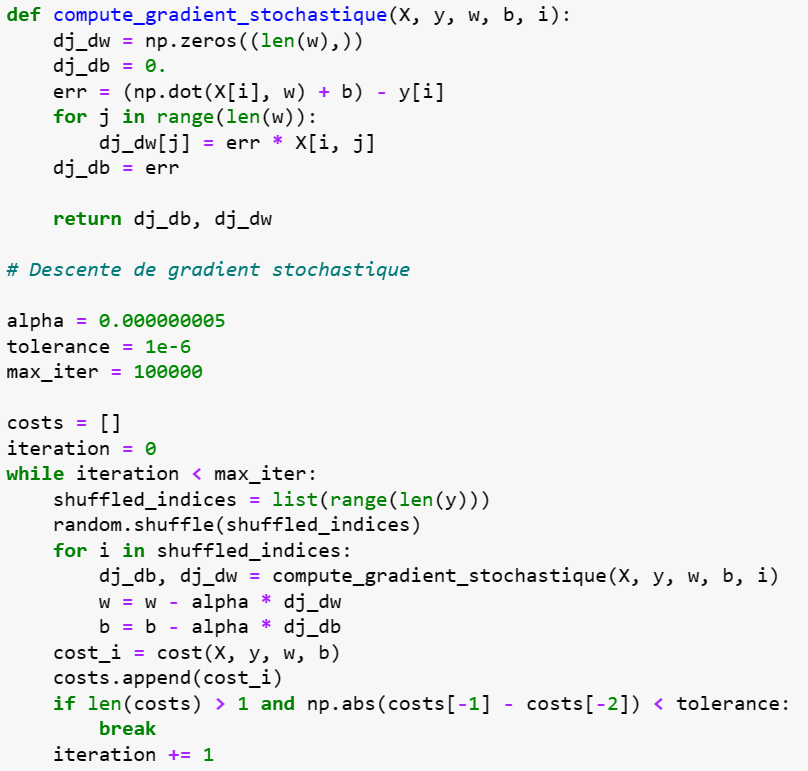 def compute_gradient_stochastique(X, y, w, b, i):
    dj_dw = np.zeros((len(w),))
    dj_db = 0.
    err = (np.dot(X[i], w) + b) - y[i]
    for j in range(len(w)):
        dj_dw[j] = err * X[i, j]
    dj_db = err

    return dj_db, dj_dw

# Descente de gradient stochastique

alpha = 0.000000005
tolerance = 1e-6
max_iter = 100000

costs = []
iteration = 0
while iteration < max_iter:
    shuffled_indices = list(range(len(y)))
    random.shuffle(shuffled_indices)
    for i in shuffled_indices:
        dj_db, dj_dw = compute_gradient_stochastique(X, y, w, b, i)
        w = w - alpha * dj_dw
        b = b - alpha * dj_db
    cost_i = cost(X, y, w, b)
    costs.append(cost_i)
    if len(costs) > 1 and np.abs(costs[-1] - costs[-2]) < tolerance:
        break
    iteration += 1